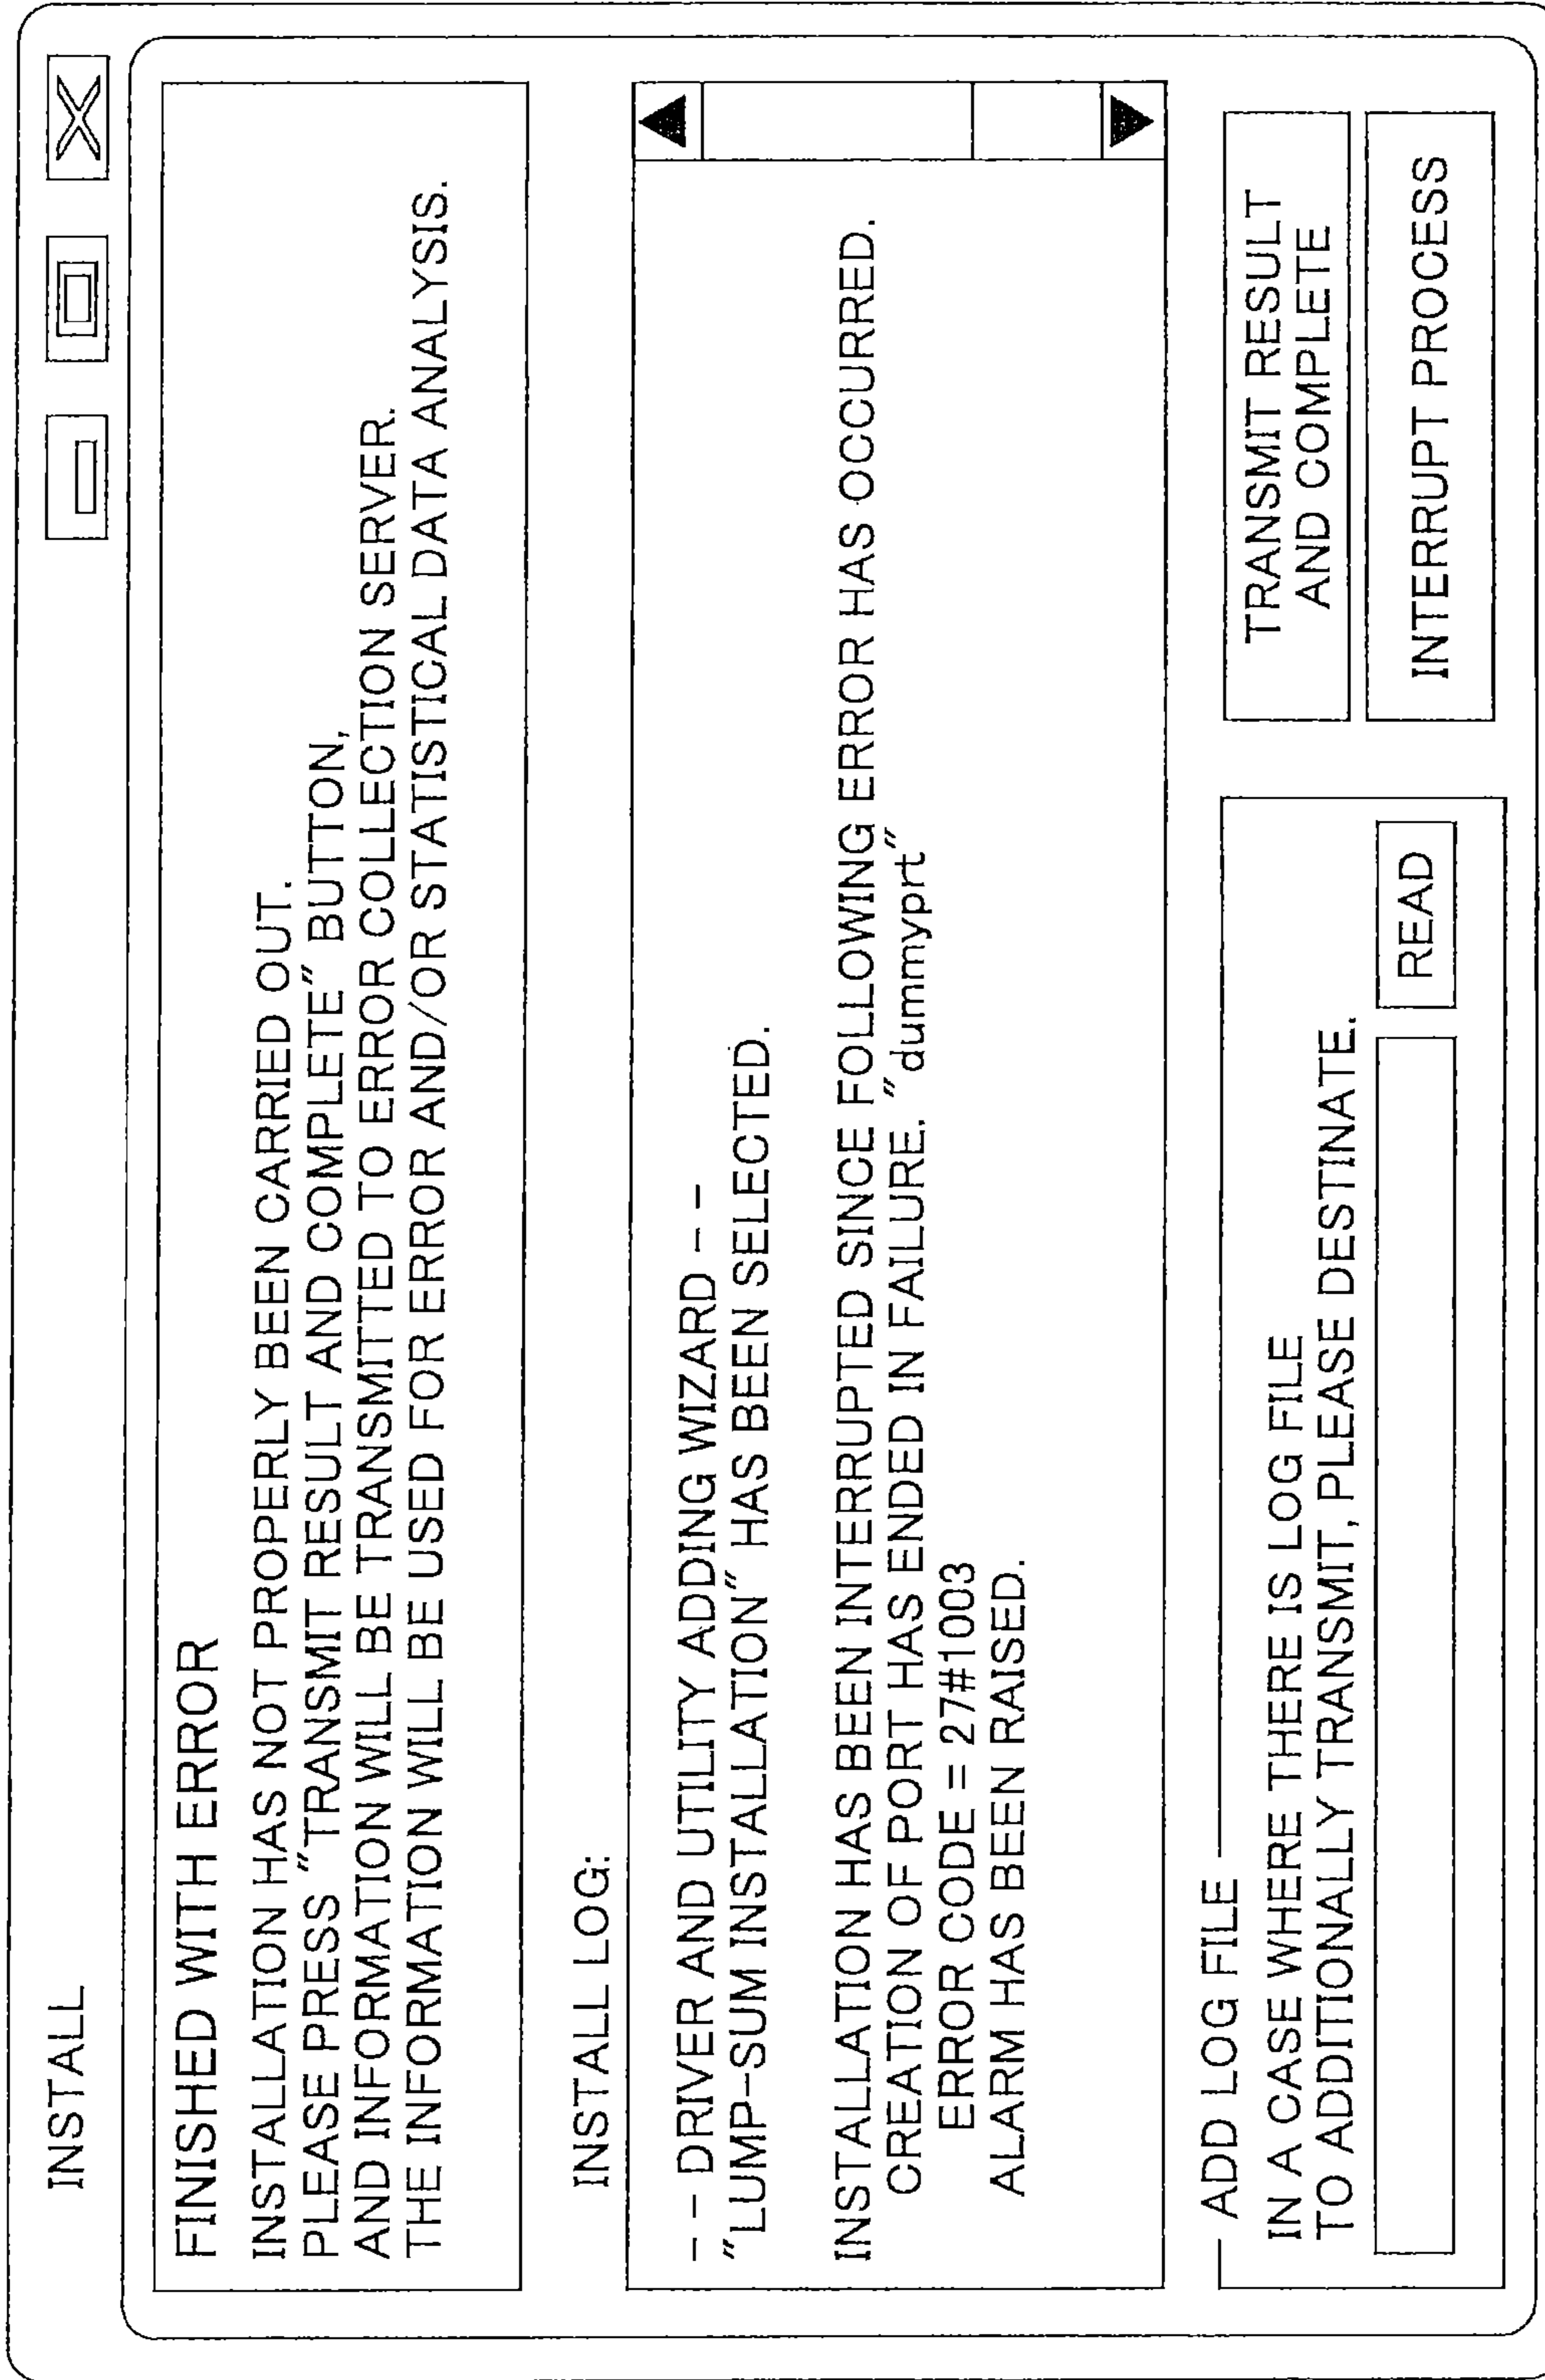 INSTALL
FINISHED WITH ERROR
INSTALLATION HAS NOT PROPERLY BEEN CARRIED OUT.
PLEASE PRESS "TRANSMIT RESULT AND COMPLETE" BUTTON,
AND INFORMATION WILL BE TRANSMITTED TO ERROR COLLECTION SERVER.
THE INFORMATION WILL BE USED FOR ERROR AND/OR STATISTICAL DATA ANALYSIS.
INSTALL LOG:
-- DRIVER AND UTILITY ADDING WIZARD --
"LUMP-SUM INSTALLATION" HAS BEEN SELECTED.
INSTALLATION HAS BEEN INTERRUPTED SINCE FOLLOWING ERROR HAS OCCURRED.
CREATION OF PORT HAS ENDED IN FAILURE. "dummyprt"
ERROR CODE = 27#1003
ALARM HAS BEEN RAISED.
ADD LOG FILE
IN A CASE WHERE THERE IS LOG FILE
TO ADDITIONALLY TRANSMIT, PLEASE DESTINATE.
READ
TRANSMIT RESULT
AND COMPLETE
INTERRUPT PROCESS